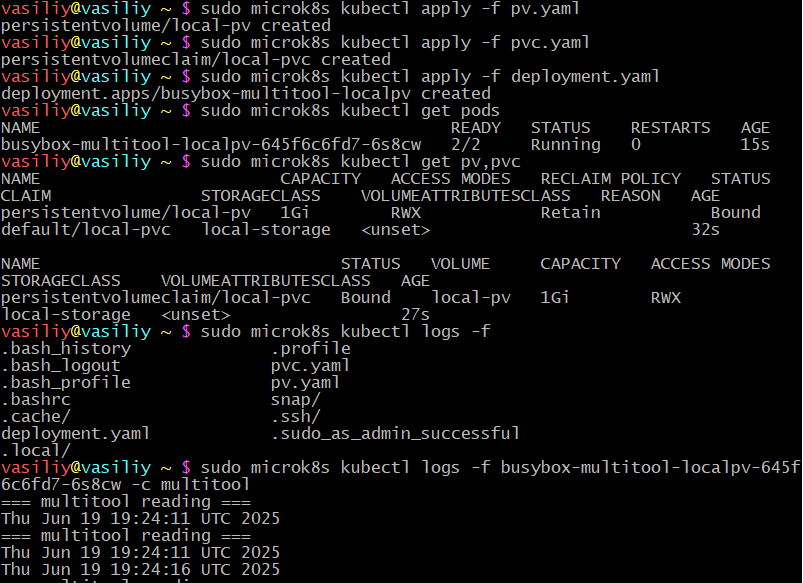 vasiliy@vasiliy ~ $ sudo microk8s kubectl apply -f pv.yaml
persistentvolume/local-pv created
vasiliy@vasiliy ~ $ sudo microk8s kubectl apply -f pvc.yaml
persistentvolumeclaim/local-pvc created
vasiliy@vasiliy ~ $ sudo microk8s kubectl apply -f deployment.yaml
deployment.apps/busybox-multitool-localpv created
vasiliy@vasiliy ~ $ sudo microk8s kubectl get pods
NAME                                         READY   STATUS    RESTARTS   AGE
busybox-multitool-localpv-645f6c6fd7-6s8cw   2/2     Running   0          15s
vasiliy@vasiliy ~ $ sudo microk8s kubectl get pv,pvc
NAME                        CAPACITY   ACCESS MODES   RECLAIM POLICY   STATUS
CLAIM               STORAGECLASS    VOLUMEATTRIBUTESCLASS   REASON   AGE
persistentvolume/local-pv   1Gi        RWX            Retain           Bound
default/local-pvc   local-storage   <unset>                          32s

NAME                              STATUS   VOLUME     CAPACITY   ACCESS MODES
STORAGECLASS    VOLUMEATTRIBUTESCLASS   AGE
persistentvolumeclaim/local-pvc   Bound    local-pv   1Gi        RWX
local-storage   <unset>                 27s
vasiliy@vasiliy ~ $ sudo microk8s kubectl logs -f
.bash_history              .profile
.bash_logout               pvc.yaml
.bash_profile              pv.yaml
.bashrc                    snap/
.cache/                    .ssh/
deployment.yaml            .sudo_as_admin_successful
.local/
vasiliy@vasiliy ~ $ sudo microk8s kubectl logs -f busybox-multitool-localpv-645f
6c6fd7-6s8cw -c multitool
=== multitool reading ===
Thu Jun 19 19:24:11 UTC 2025
=== multitool reading ===
Thu Jun 19 19:24:11 UTC 2025
Thu Jun 19 19:24:16 UTC 2025